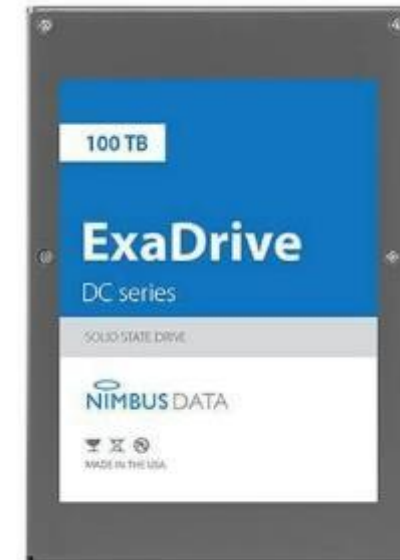 100 TB
ExaDrive
DC series
SOLID STATE DRIVE
NIMBUS DATA
MADE IN THE USA